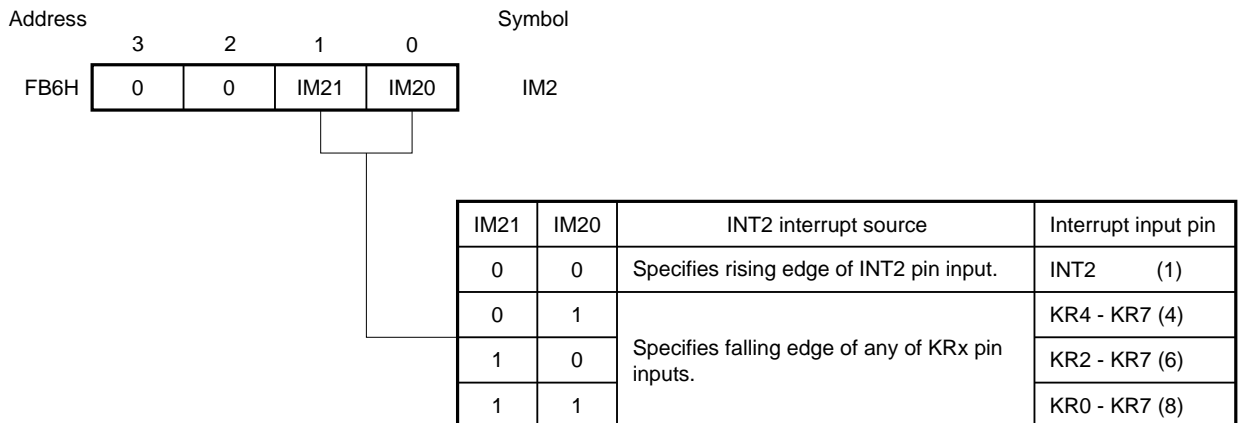 Address Symbol
3 2 1 0
FB6H 0 0 IM21 IM20 IM2
IM21 IM20 INT2 interrupt source Interrupt input pin
0 0 Specifies rising edge of INT2 pin input. INT2 (1)
0 1 KR4 - KR7 (4)
Specifies falling edge of any of KRx pin
inputs.
1 0 KR2 - KR7 (6)
1 1 KR0 - KR7 (8)